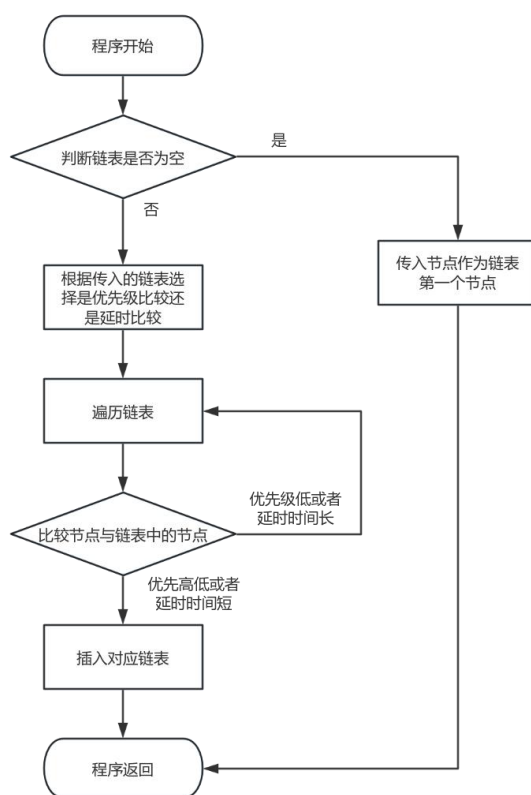 程序开始
判断链表是否为空
是
否
根据传入的链表选
择是优先级比较还
是延时比较
传入节点作为链表
第一个节点
遍历链表
优先级低或者
延时时间长
比较节点与链表中的节点
优先高低或者
延时时间短
插入对应链表
程序返回